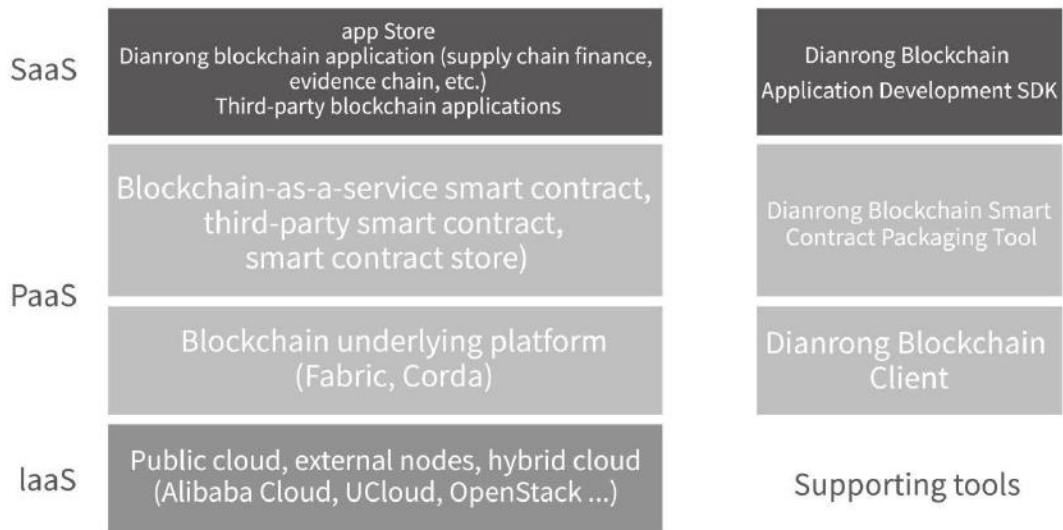 SaaS
app Store
Dianrong blockchain application (supply chain finance,
evidence chain, etc.)
Third-party blockchain applications
Dianrong Blockchain
Application Development SDK
PaaS
Blockchain-as-a-service smart contract,
third-party smart contract,
smart contract store)
Dianrong Blockchain Smart
Contract Packaging Tool
Blockchain underlying platform
(Fabric, Corda)
Dianrong Blockchain
Client
laaS
Public cloud, external nodes, hybrid cloud
(Alibaba Cloud, UCloud, OpenStack ...)
Supporting tools